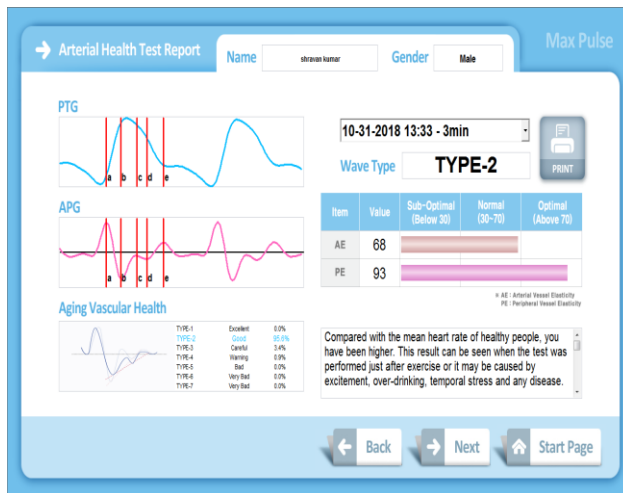 Max Pulse
Arterial Health Test Report
Name shravan kumar Gender Male
PTG
a b c d e
10-31-2018 13:33 - 3min
PRINT
Wave Type TYPE-2
APG
a b c d e
Item Value Sub-Optimal (Below 30) Normal (30~70) Optimal (Above 70)
AE 68
PE 93
※ AE : Arterial Vessel Elasticity
PE : Peripheral Vessel Elasticity
Aging Vascular Health
TYPE-1 Excellent 0.0%
TYPE-2 Good 95.6%
TYPE-3 Careful 3.4%
TYPE-4 Warning 0.9%
TYPE-5 Bad 0.0%
TYPE-6 Very Bad 0.0%
TYPE-7 Very Bad 0.0%
Compared with the mean heart rate of healthy people, you
have been higher. This result can be seen when the test was
performed just after exercise or it may be caused by
excitement, over-drinking, temporal stress and any disease.
Back Next Start Page